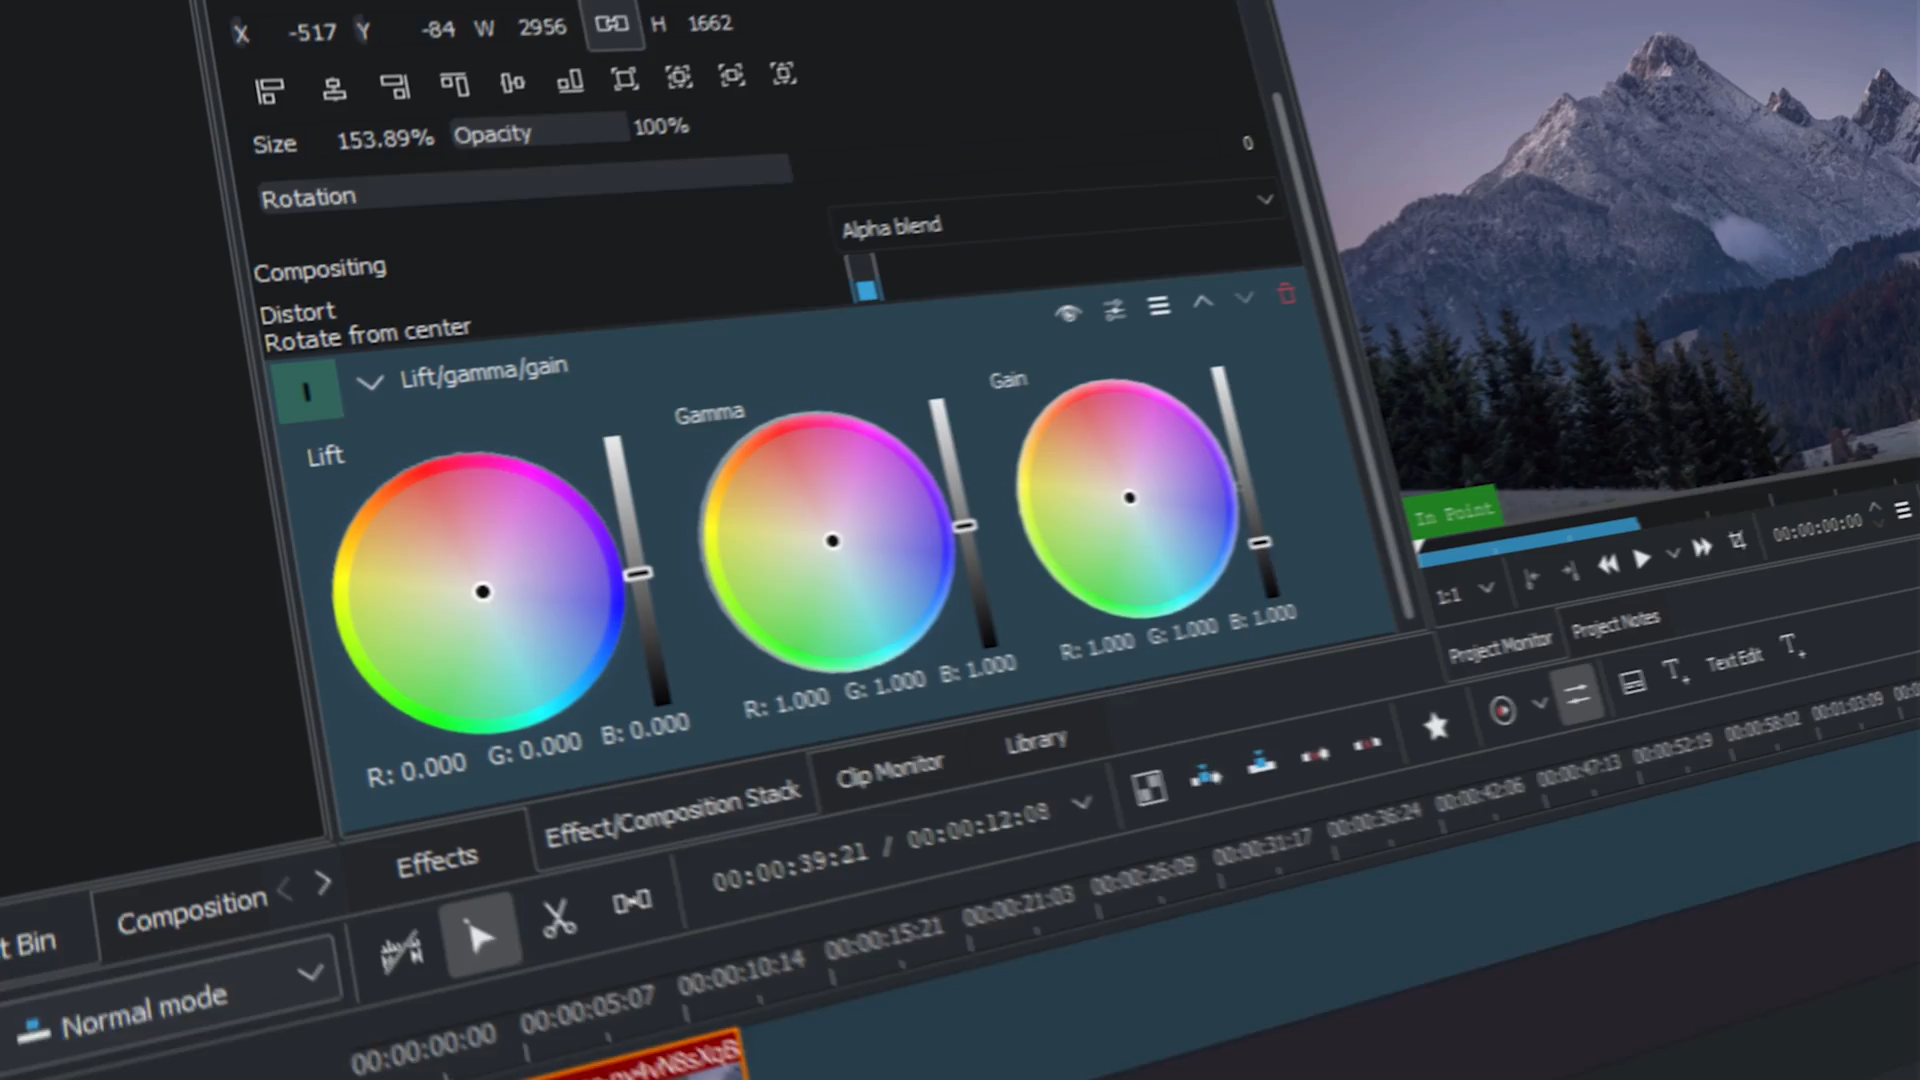 X -517 Y -84 W 2956 H 1662
Size 153.89% Opacity 100%
Rotation 0
Compositing Alpha blend
Distort
Rotate from center
Lift/gamma/gain
Lift Gamma Gain
R: 0.000 G: 0.000 B: 0.000
R: 1.000 G: 1.000 B: 1.000
R: 1.000 G: 1.000 B: 1.000
In Point
1:1 00:00:00:00
Project Monitor Project Notes
Effects Effect/Composition Stack Clip Monitor Library
t Bin Composition
Normal mode 00:00:39:21 / 00:00:12:08 Text Edit
00:00:00:00 00:00:05:07 00:00:10:14 00:00:15:21 00:00:21:03 00:00:26:09 00:00:31:17 00:00:36:24 00:00:42:06 00:00:47:13 00:00:52:19 00:00:58:02 00:01:03:09